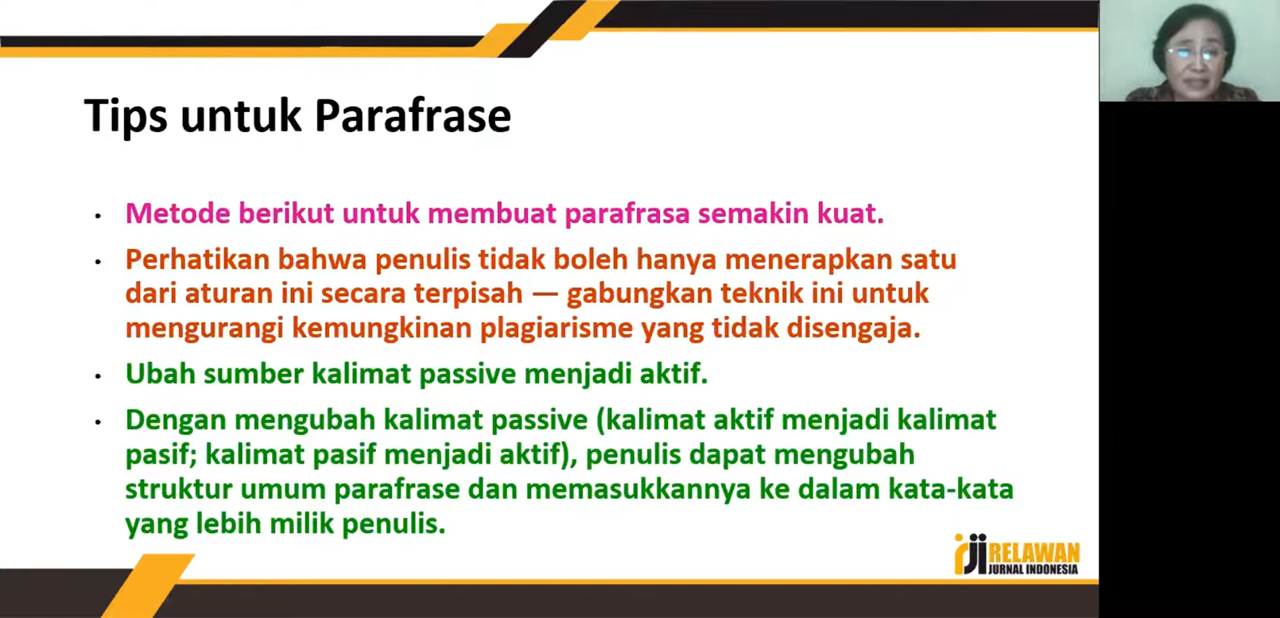 Tips untuk Parafrase
• Metode berikut untuk membuat parafrasa semakin kuat.
• Perhatikan bahwa penulis tidak boleh hanya menerapkan satu
dari aturan ini secara terpisah — gabungkan teknik ini untuk
mengurangi kemungkinan plagiarisme yang tidak disengaja.
• Ubah sumber kalimat passive menjadi aktif.
• Dengan mengubah kalimat passive (kalimat aktif menjadi kalimat
pasif; kalimat pasif menjadi aktif), penulis dapat mengubah
struktur umum parafrase dan memasukkannya ke dalam kata-kata
yang lebih milik penulis.
rji RELAWAN
JURNAL INDONESIA